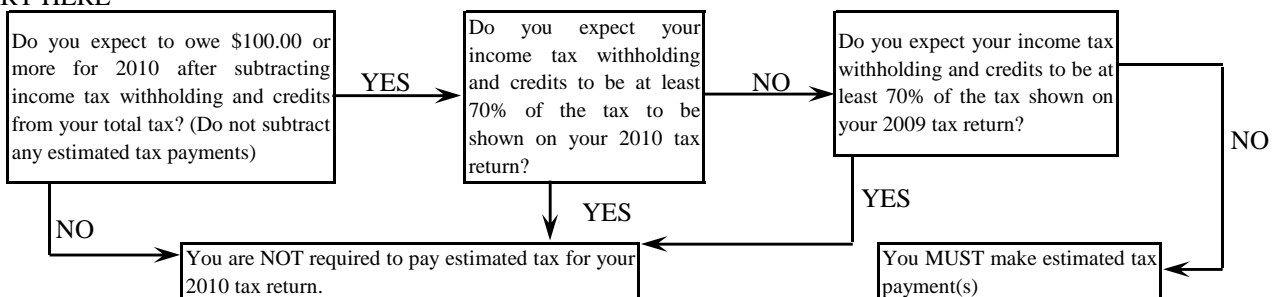 HERE
Do you expect to owe $100.00 or
more for 2010 after subtracting
income tax withholding and credits
from your total tax? (Do not subtract
any estimated tax payments)
YES
Do you expect your
income tax withholding
and credits to be at least
70% of the tax to be
shown on your 2010 tax
return?
NO
Do you expect your income tax
withholding and credits to be at
least 70% of the tax shown on
your 2009 tax return?
NO
NO
YES
YES
You are NOT required to pay estimated tax for your
2010 tax return.
You MUST make estimated tax
payment(s)